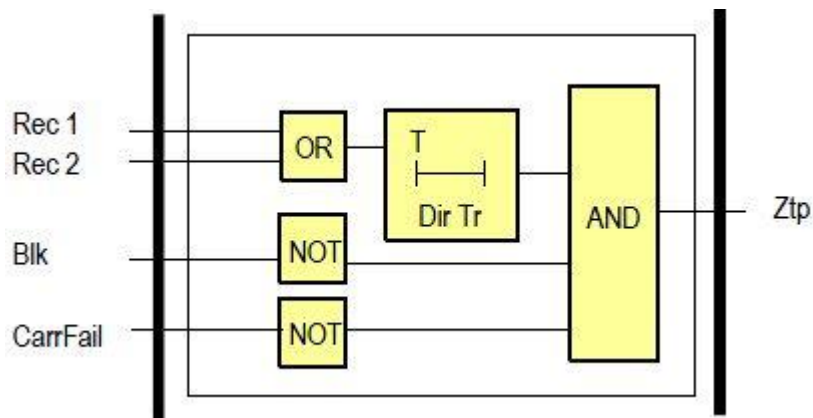 Rec 1
Rec 2
Blk
CarrFail
OR
NOT
NOT
T
Dir Tr
AND
Ztp